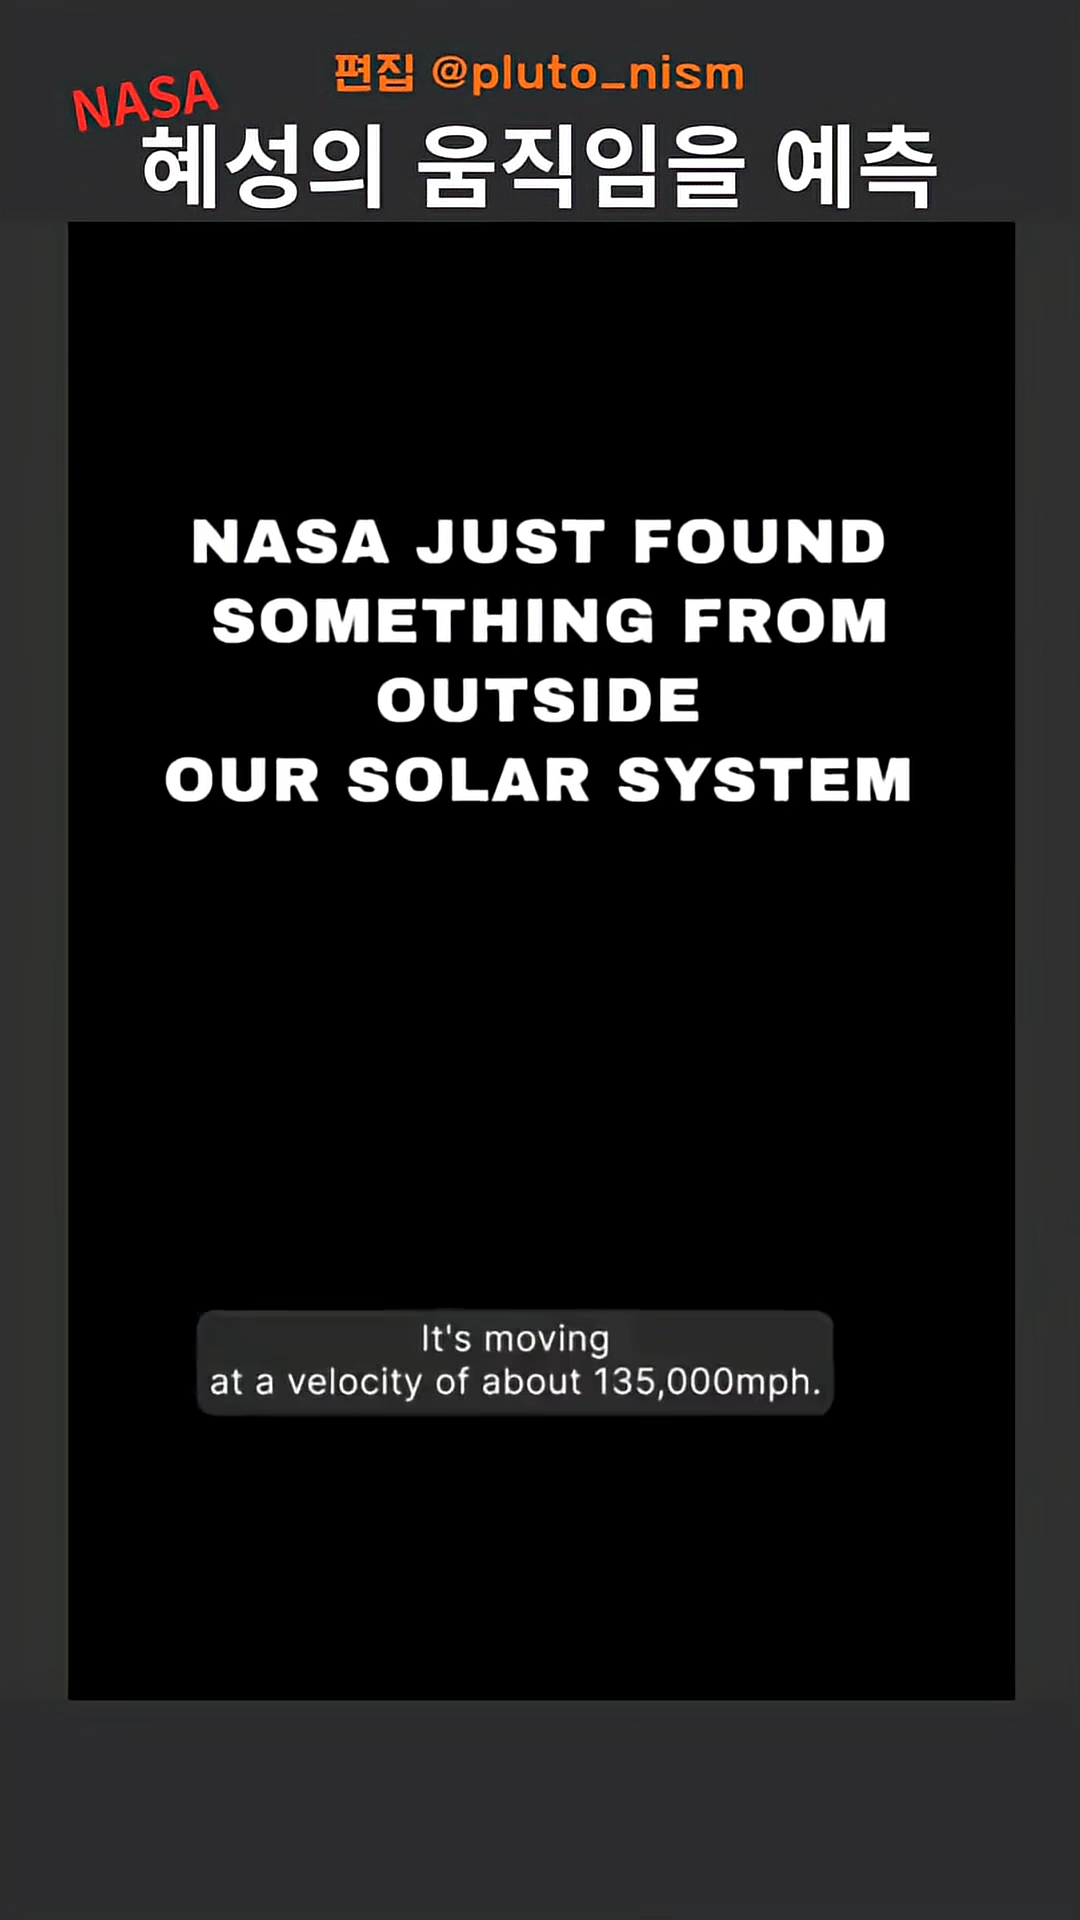 편집 @pluto_nism
NASA
혜성의 움직임을 예측
NASA JUST FOUND
SOMETHING FROM
OUTSIDE
OUR SOLAR SYSTEM
It's moving
at a velocity of about 135,000mph.